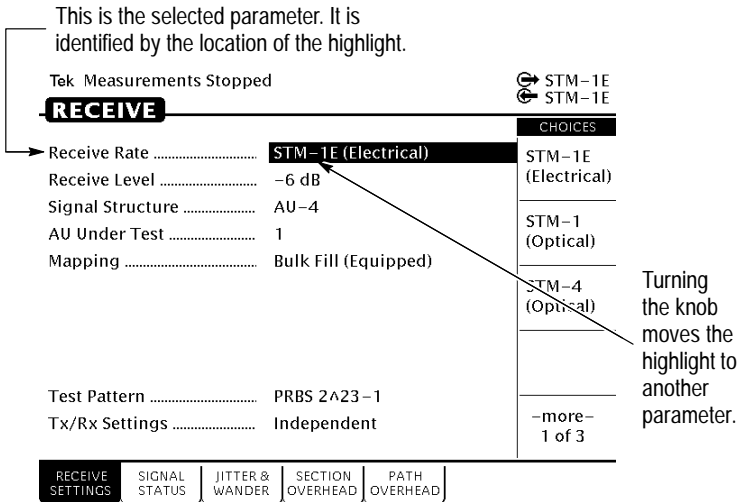 This is the selected parameter. It is
identified by the location of the highlight.
Tek Measurements Stopped
STM–1E
STM–1E
RECEIVE
CHOICES
Receive Rate ............................ STM–1E (Electrical)
Receive Level .......................... –6 dB
Signal Structure ................... AU–4
AU Under Test ....................... 1
Mapping .................................. Bulk Fill (Equipped)
Test Pattern ............................ PRBS 2^23–1
Tx/Rx Settings ..................... Independent
STM–1E
(Electrical)
STM–1
(Optical)
STM–4
(Optical)
–more–
1 of 3
Turning
the knob
moves the
highlight to
another
parameter.
RECEIVE
SETTINGS
SIGNAL
STATUS
JITTER &
WANDER
SECTION
OVERHEAD
PATH
OVERHEAD